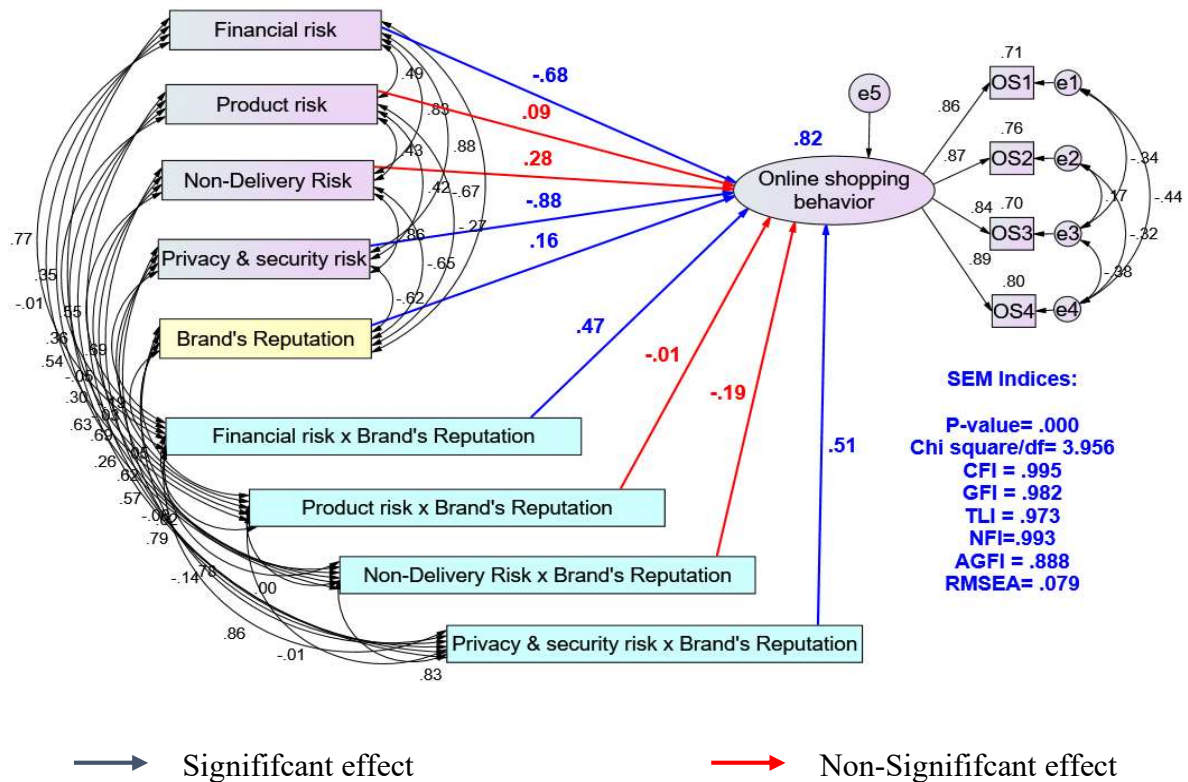 Financial risk
Product risk
Non-Delivery Risk
Privacy & security risk
Brand's Reputation
Financial risk x Brand's Reputation
Product risk x Brand's Reputation
Non-Delivery Risk x Brand's Reputation
Privacy & security risk x Brand's Reputation
-.68
.09
.28
-.88
.16
.47
-.01
-.19
.51
.82
e5
Online shopping
behavior
.71
OS1
e1
.86
.76
OS2
e2
.87
.70
OS3
e3
.84
.80
OS4
e4
.89
-.34
.17
-.44
-.32
-.38
.49
.83
.88
.43
.42
-.67
-.27
.86
-.65
-.62
.77
.35
-.01
.55
.36
.69
.54
-.05
.30
.63
.69
.26
.62
.57
.79
-.14
.78
.00
.86
-.01
.83
SEM Indices:
P-value= .000
Chi square/df= 3.956
CFI = .995
GFI = .982
TLI = .973
NFI=.993
AGFI = .888
RMSEA= .079
Signififcant effect
Non-Signififcant effect